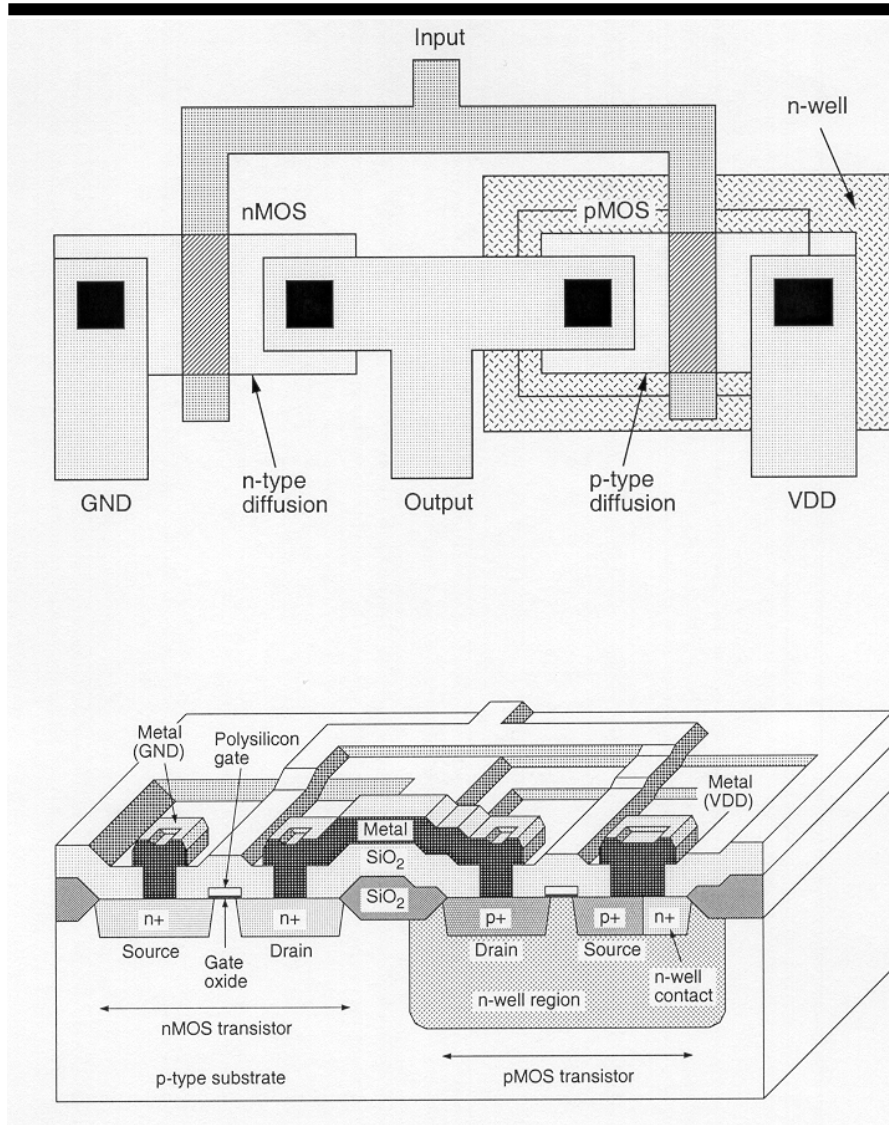 Input
n-well
nMOS
pMOS
n-type
diffusion
p-type
diffusion
GND
Output
VDD
Metal
(GND)
Polysilicon
gate
Metal
(VDD)
Metal
SiO2
SiO2
n+
n+
p+
p+
n+
Source
Drain
Drain
Source
Gate
oxide
n-well
contact
n-well region
nMOS transistor
p-type substrate
pMOS transistor